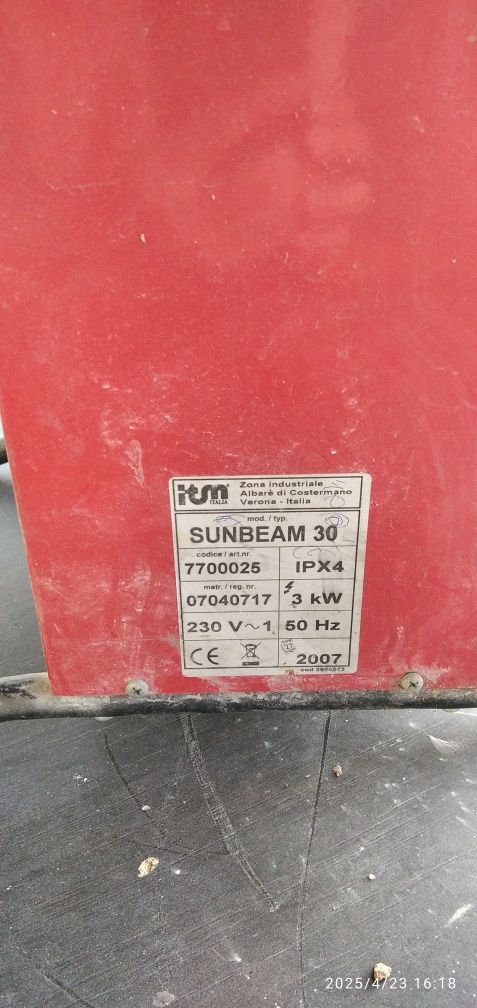 itm Zona industriale
ITALIA Albarè di Costermano
Verona - Italia
mod. / typ.
SUNBEAM 30
codice / art.nr.
7700025 IPX4
matr. / reg. nr.
07040717 3 kW
230 V~1 50 Hz
CE 2007
2025/4/23 16:18